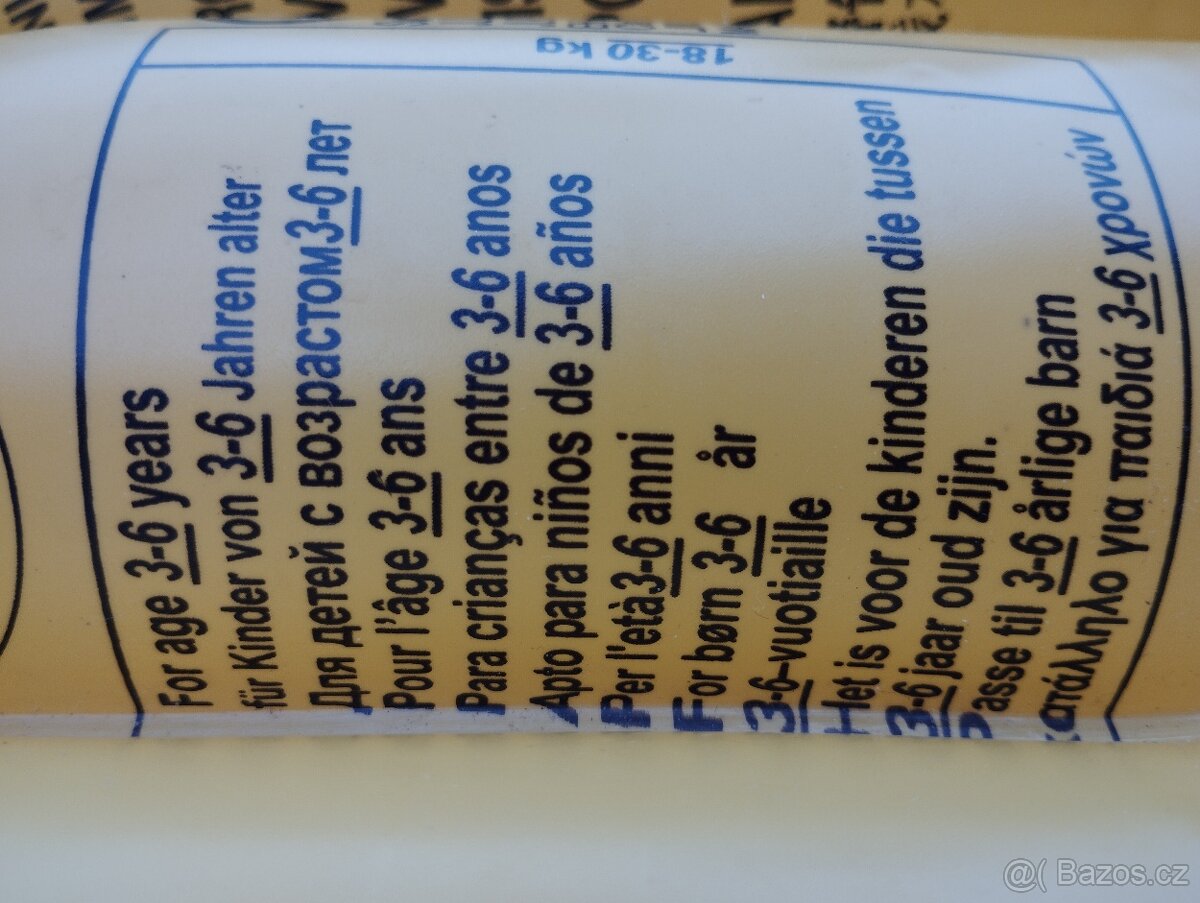 18-30 kg
For age 3-6 years
für Kinder von 3-6 Jahren alter
Для детей с возрастом3-6 лет
Pour l'âge 3-6 ans
Para crianças entre 3-6 anos
Apto para niños de 3-6 años
Per l'età3-6 anni
For børn 3-6 år
3-6-vuotiaille
Het is voor de kinderen die tussen
3-6 jaar oud zijn.
Passe til 3-6 årlige barn
κατάλληλο για παιδιά 3-6 χρονών
@( Bazos.cz